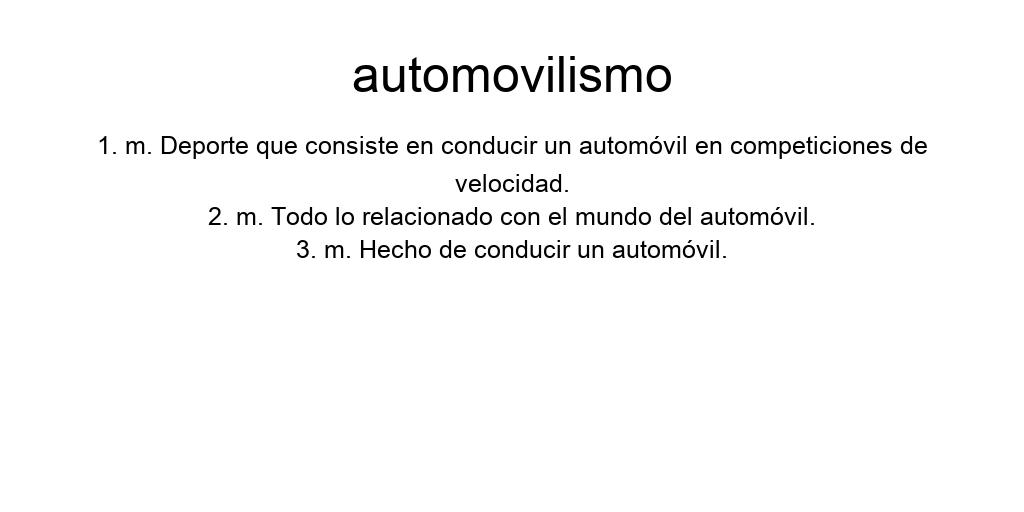 automovilismo
1. m. Deporte que consiste en conducir un automóvil en competiciones de
velocidad.
2. m. Todo lo relacionado con el mundo del automóvil.
3. m. Hecho de conducir un automóvil.